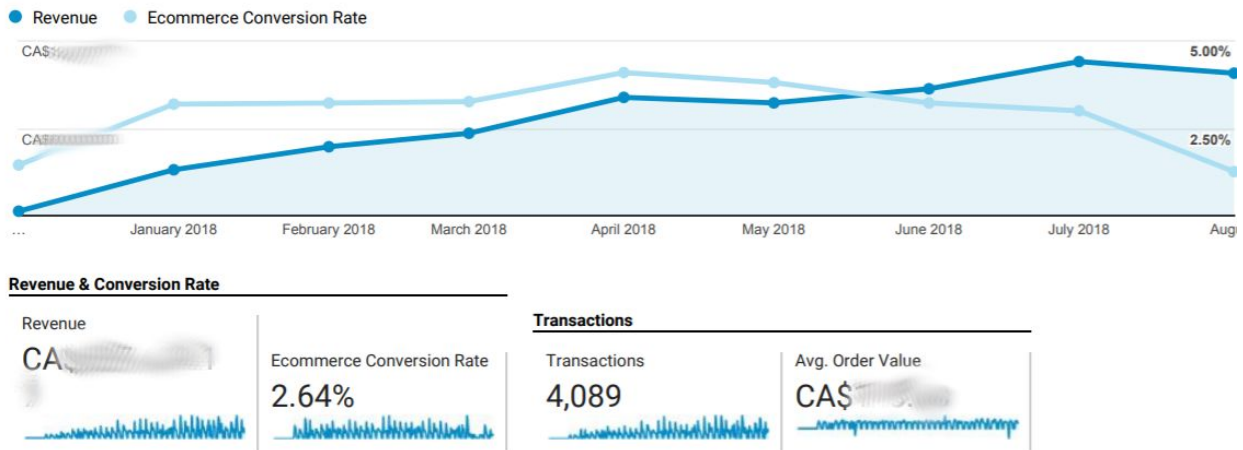 Revenue Ecommerce Conversion Rate
CA$ 5.00%
CA$ 2.50%
... January 2018 February 2018 March 2018 April 2018 May 2018 June 2018 July 2018 Augu
Revenue & Conversion Rate
Transactions
Revenue
CA
Ecommerce Conversion Rate
2.64%
Transactions
4,089
Avg. Order Value
CA$